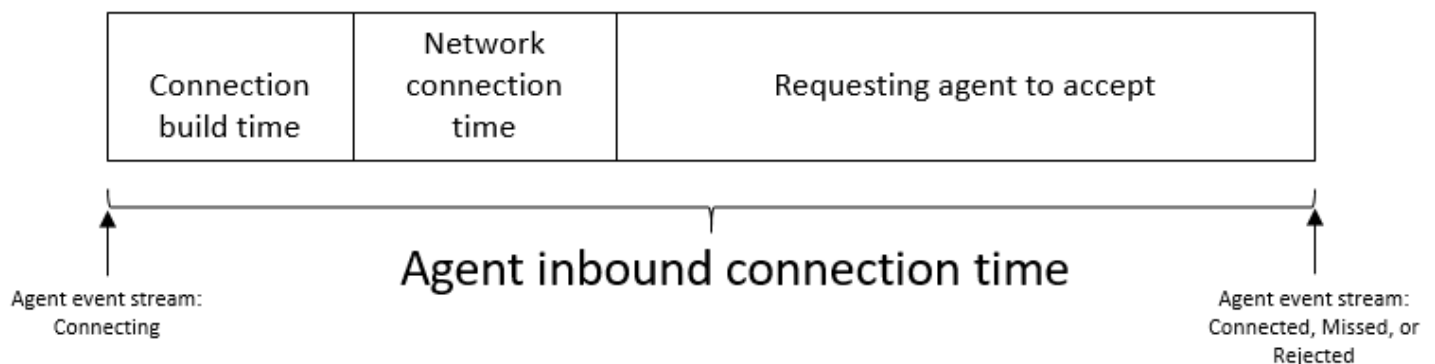 Connection
build time
Network
connection
time
Requesting agent to accept
Agent inbound connection time
Agent event stream:
Connecting
Agent event stream:
Connected, Missed, or
Rejected